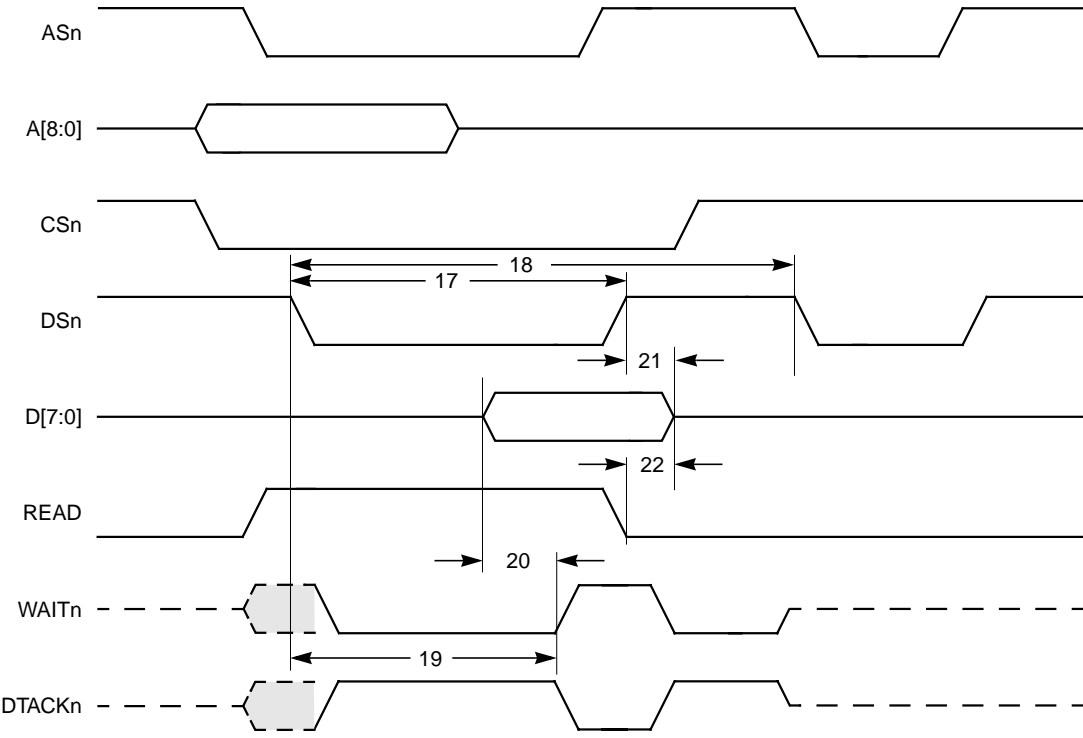 ASn
A[8:0]
CSn
18
17
DSn
21
D[7:0]
22
READ
20
WAITn
19
DTACKn